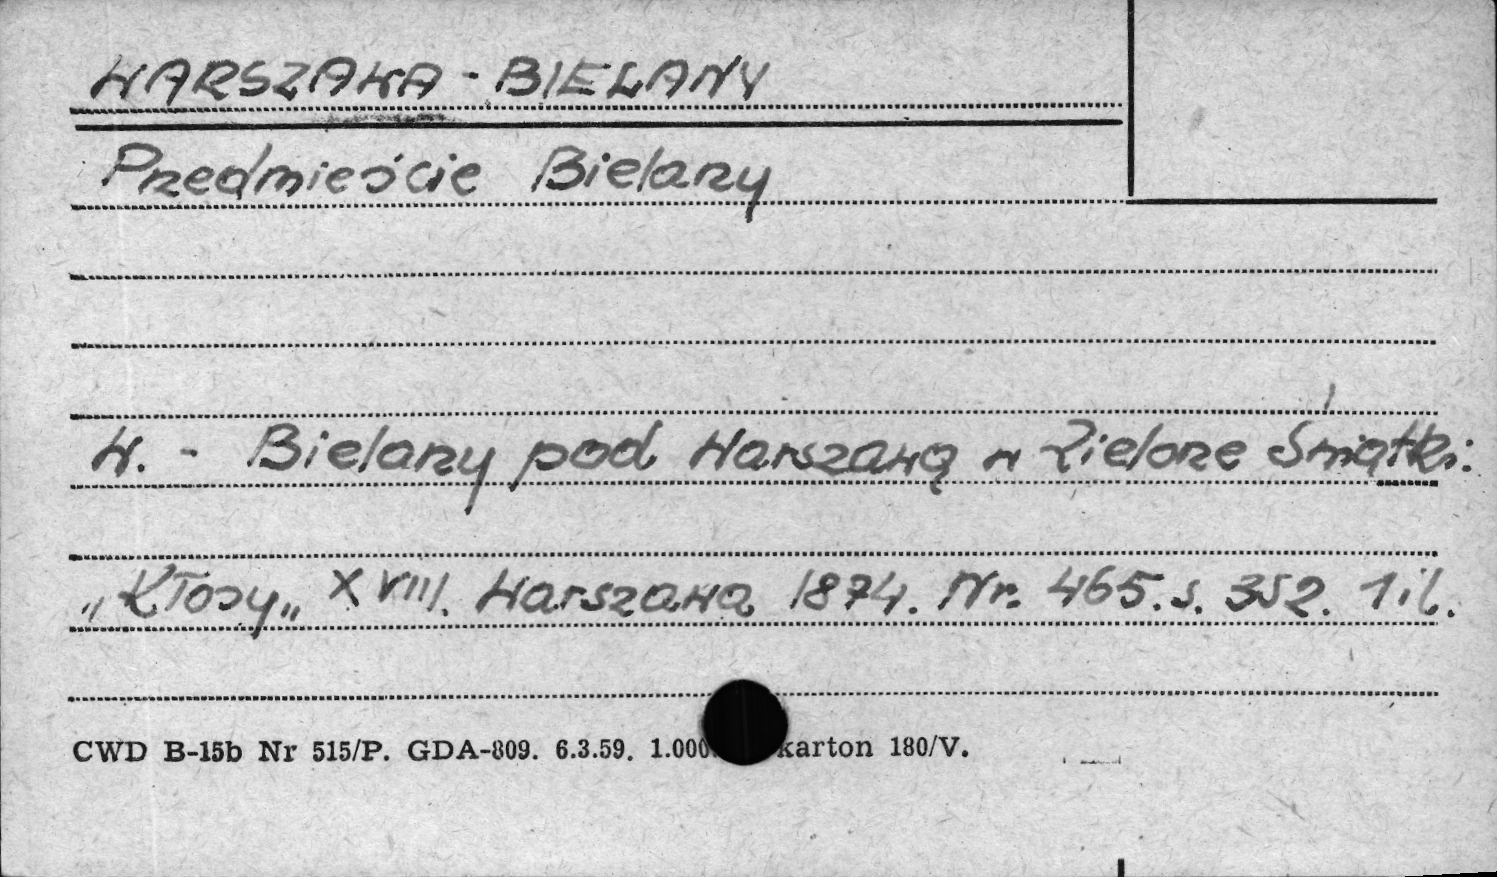 WARSZAWA - BIELANY
Przedmieście Bielany
W. - Bielany pod Warszawą w Zielone Świątki:
„Kłosy„ XVIII. Warszawa 1874. Nr. 465. s. 352. 1 il.
CWD B-15b Nr 515/P. GDA-809. 6.3.59. 1.000. karton 180/V.